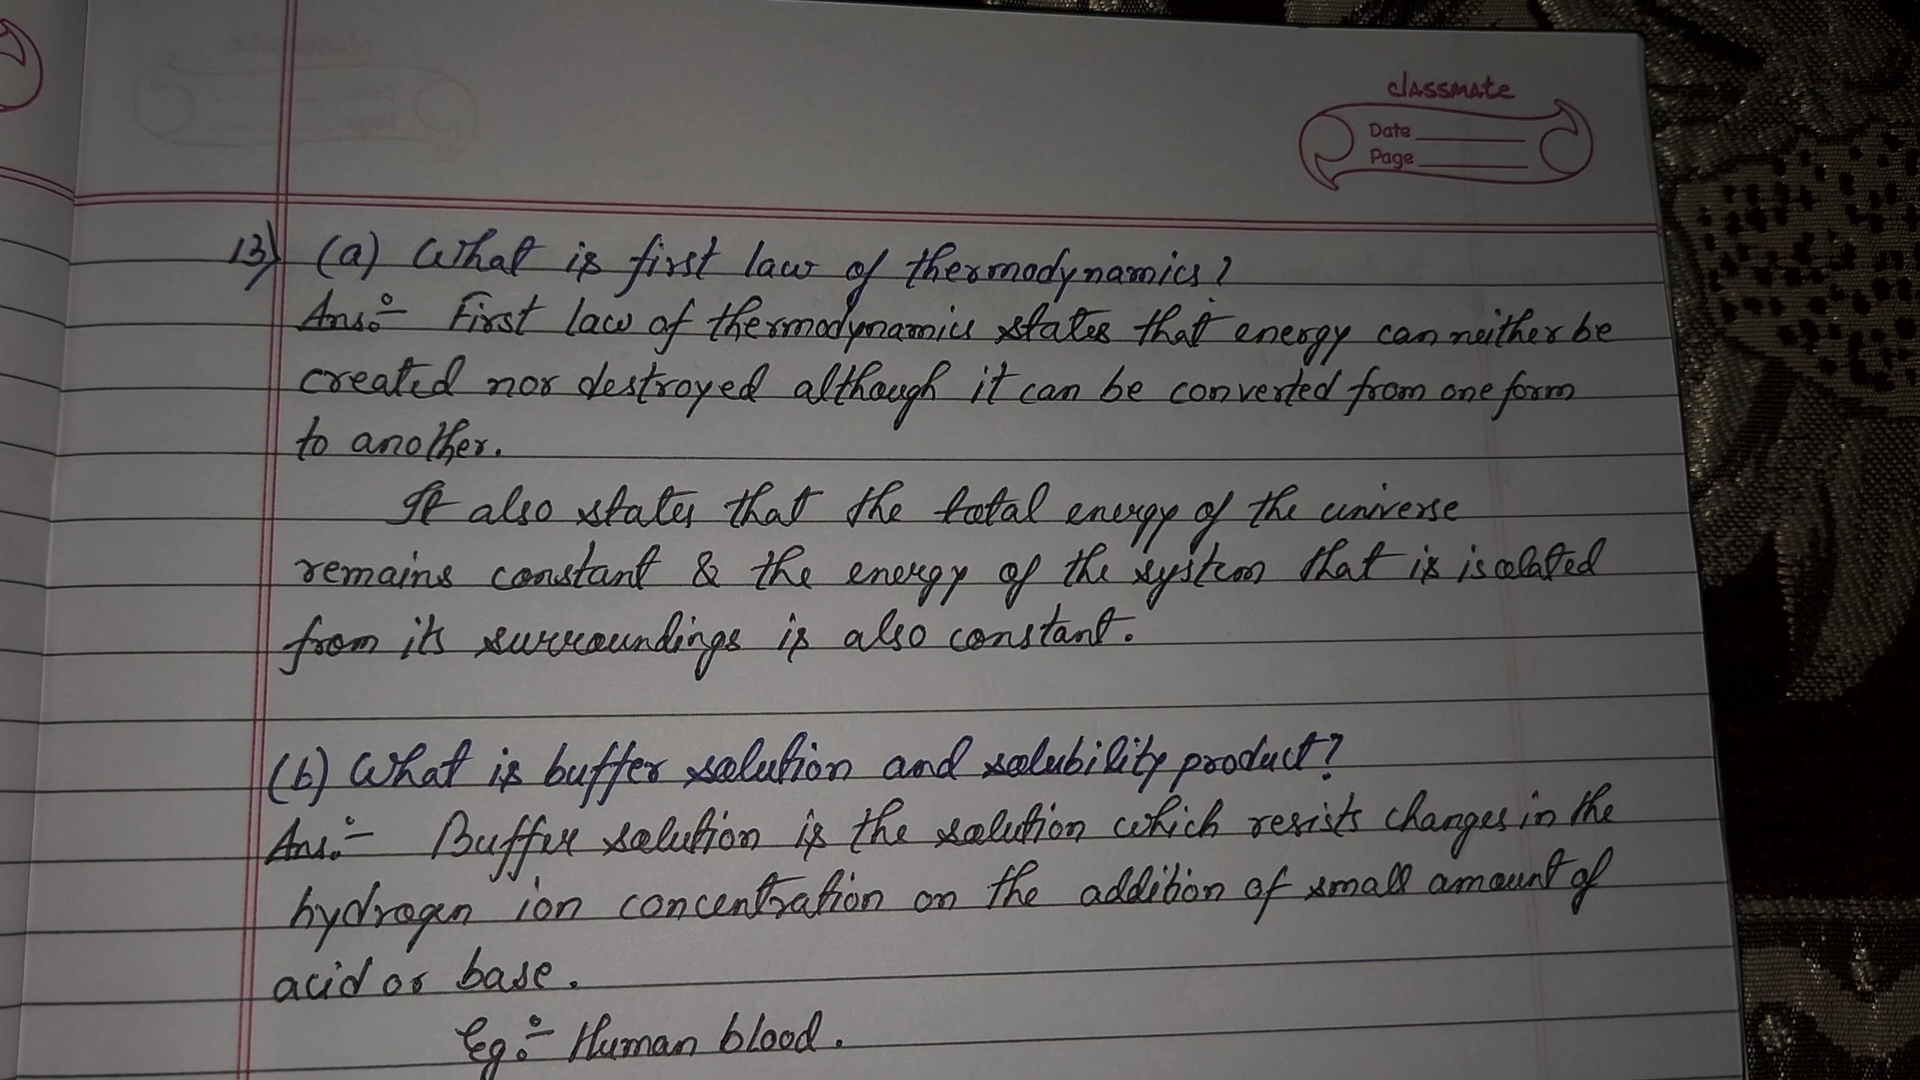 classmate
Date
Page
13) (a) What is first law of thermodynamics?
Ans:- First law of thermodynamics states that energy can neither be
created nor destroyed although it can be converted from one form
to another.
It also states that the total energy of the universe
remains constant & the energy of the system that is isolated
from its surroundings is also constant.
(b) What is buffer solution and solubility product?
Ans:- Buffer solution is the solution which resists changes in the
hydrogen ion concentration on the addition of small amount of
acid or base.
Eg:- Human blood.